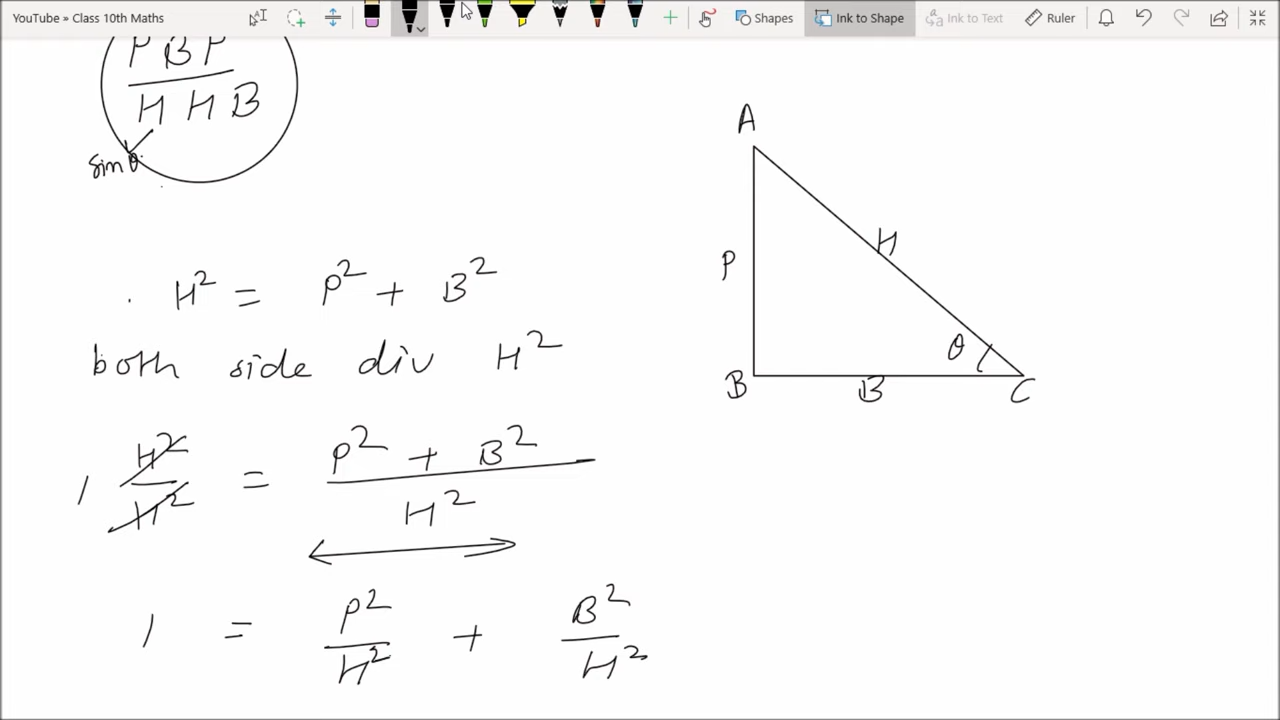 YouTube » Class 10th Maths
Shapes
Ink to Shape
Ink to Text
Ruler
P B P
H H B
sin θ
A
H
P
θ
B
B
C
H² = P² + B²
both side div H²
1 H²/H² = P² + B²/H²
1 = P²/H² + B²/H²